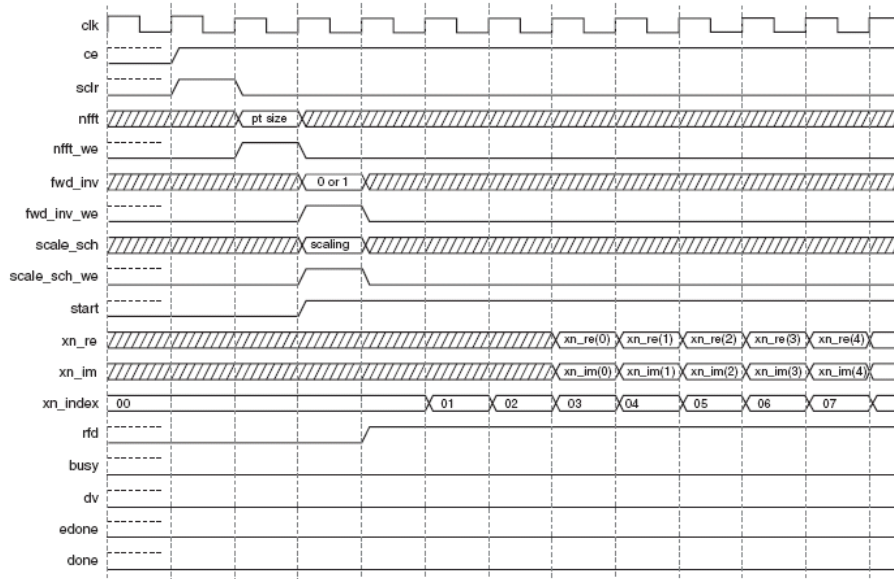 clk
ce
sclr
nfft pt size
nfft_we
fwd_inv 0 or 1
fwd_inv_we
scale_sch scaling
scale_sch_we
start
xn_re xn_re(0) xn_re(1) xn_re(2) xn_re(3) xn_re(4)
xn_im xn_im(0) xn_im(1) xn_im(2) xn_im(3) xn_im(4)
xn_index 00 01 02 03 04 05 06 07
rfd
busy
dv
edone
done